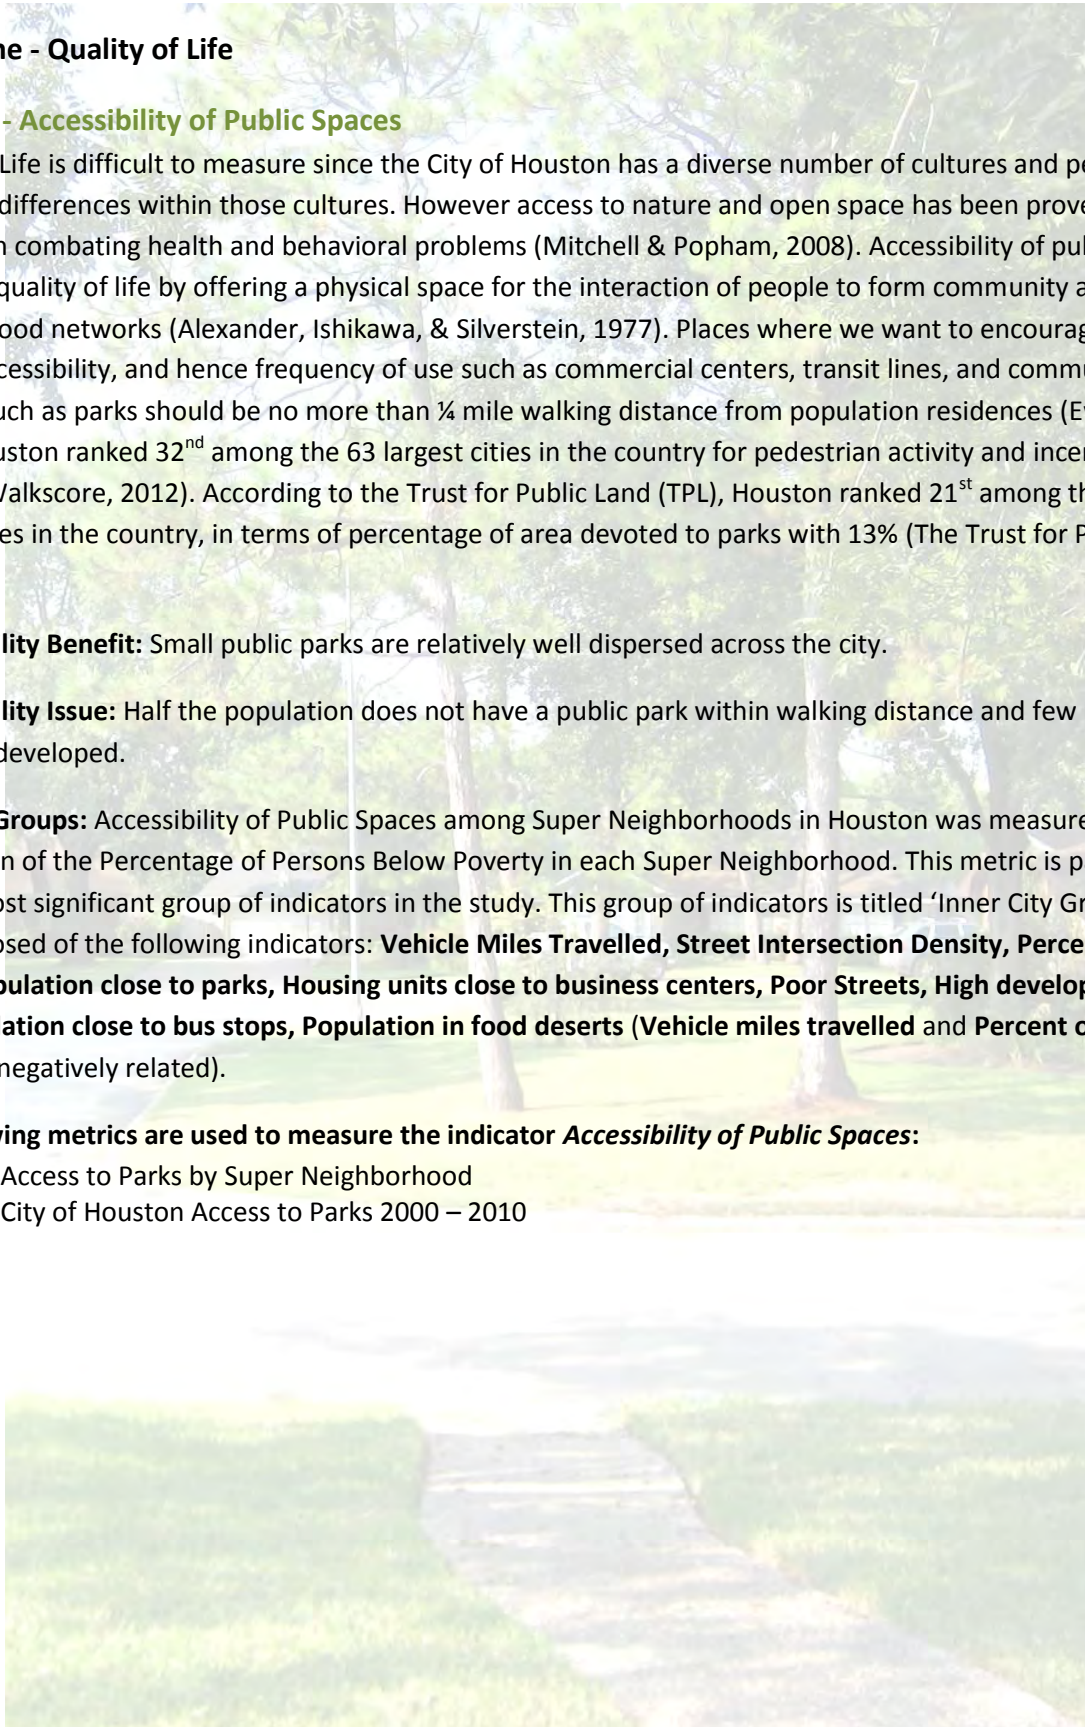 ne - Quality of Life
- Accessibility of Public Spaces
Life is difficult to measure since the City of Houston has a diverse number of cultures and pe
differences within those cultures. However access to nature and open space has been prove
n combating health and behavioral problems (Mitchell & Popham, 2008). Accessibility of pul
quality of life by offering a physical space for the interaction of people to form community a
ood networks (Alexander, Ishikawa, & Silverstein, 1977). Places where we want to encourag
cessibility, and hence frequency of use such as commercial centers, transit lines, and commu
uch as parks should be no more than ¼ mile walking distance from population residences (Ev
uston ranked 32nd among the 63 largest cities in the country for pedestrian activity and incer
Walkscore, 2012). According to the Trust for Public Land (TPL), Houston ranked 21st among th
es in the country, in terms of percentage of area devoted to parks with 13% (The Trust for P
lity Benefit: Small public parks are relatively well dispersed across the city.
lity Issue: Half the population does not have a public park within walking distance and few
developed.
Groups: Accessibility of Public Spaces among Super Neighborhoods in Houston was measure
n of the Percentage of Persons Below Poverty in each Super Neighborhood. This metric is p
ost significant group of indicators in the study. This group of indicators is titled ‘Inner City Gr
osed of the following indicators: Vehicle Miles Travelled, Street Intersection Density, Perce
pulation close to parks, Housing units close to business centers, Poor Streets, High develop
lation close to bus stops, Population in food deserts (Vehicle miles travelled and Percent o
negatively related).
ving metrics are used to measure the indicator Accessibility of Public Spaces:
Access to Parks by Super Neighborhood
City of Houston Access to Parks 2000 – 2010